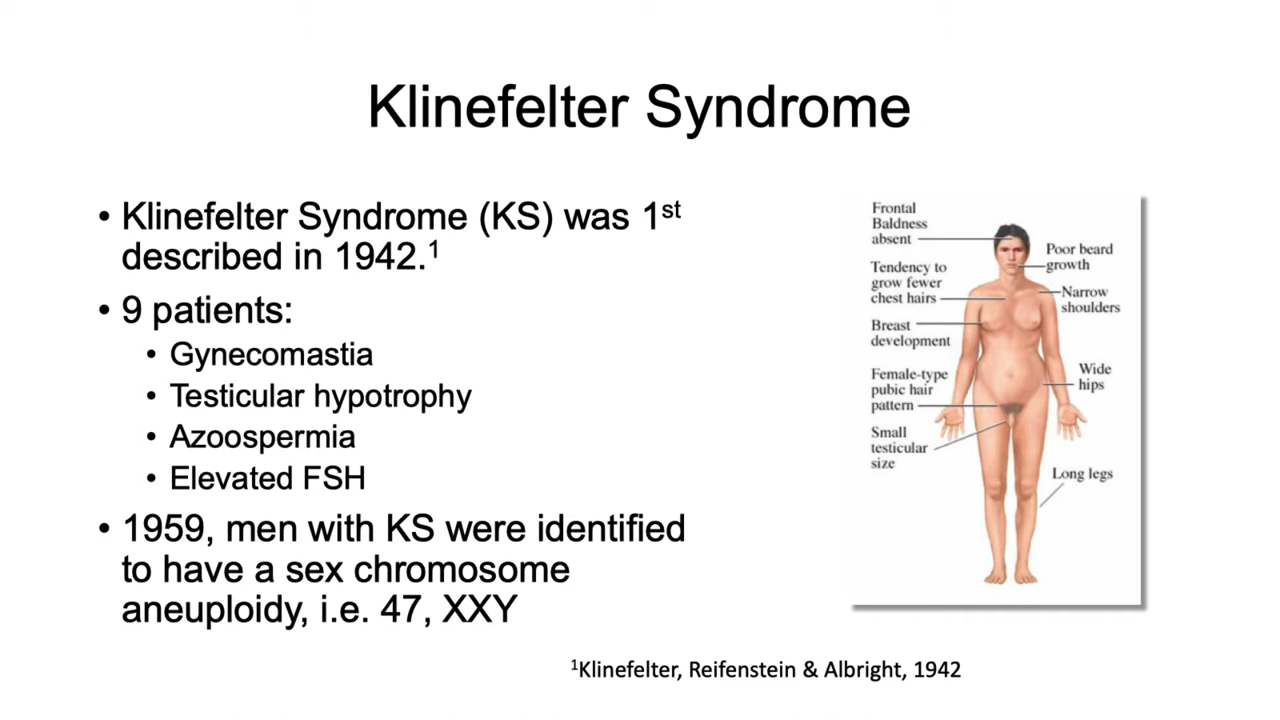 Klinefelter Syndrome
• Klinefelter Syndrome (KS) was 1st
described in 1942.1
• 9 patients:
• Gynecomastia
• Testicular hypotrophy
• Azoospermia
• Elevated FSH
• 1959, men with KS were identified
to have a sex chromosome
aneuploidy, i.e. 47, XXY
Frontal
Baldness
absent
Tendency to
grow fewer
chest hairs
Breast
development
Female-type
pubic hair
pattern
Small
testicular
size
Poor beard
growth
Narrow
shoulders
Wide
hips
Long legs
1Klinefelter, Reifenstein & Albright, 1942